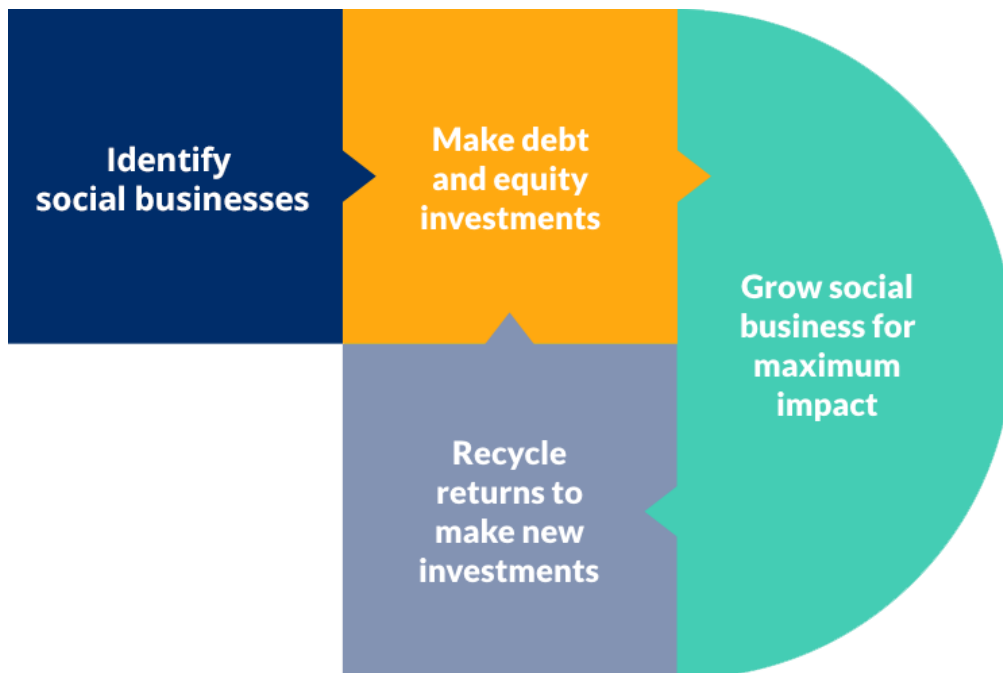 Identify
social businesses
Make debt
and equity
investments
Grow social
business for
maximum
impact
Recycle
returns to
make new
investments